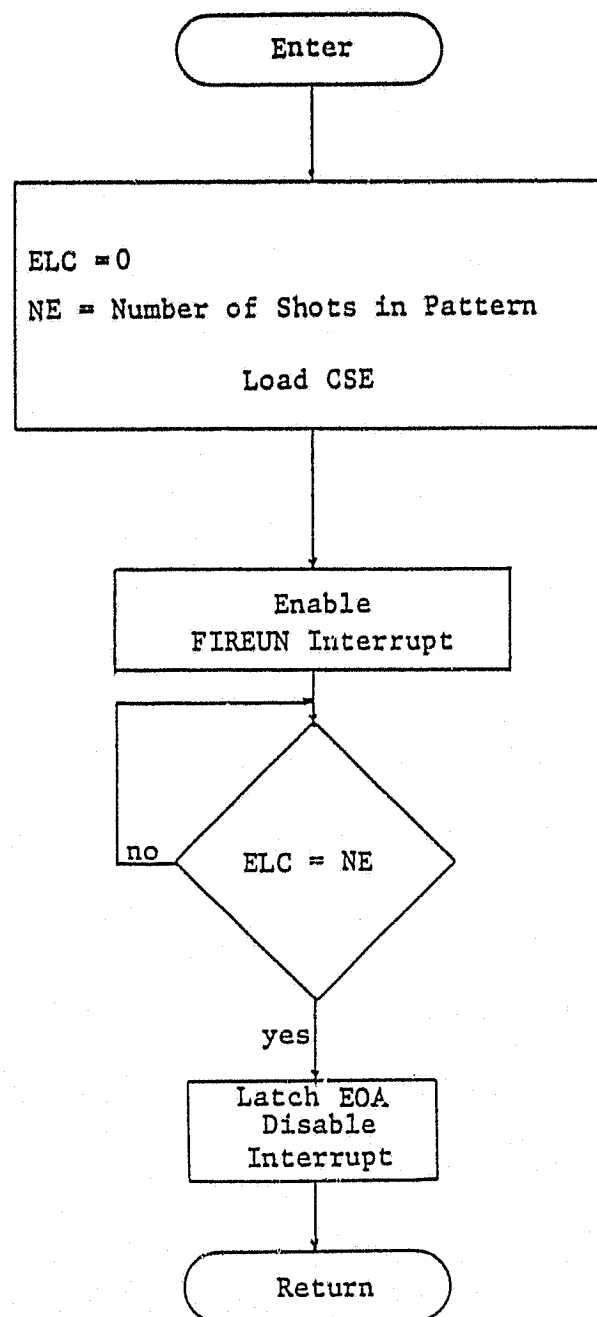 Enter
ELC = 0
NE = Number of Shots in Pattern
Load CSE
Enable
FIREUN Interrupt
no
ELC = NE
yes
Latch EOA
Disable
Interrupt
Return